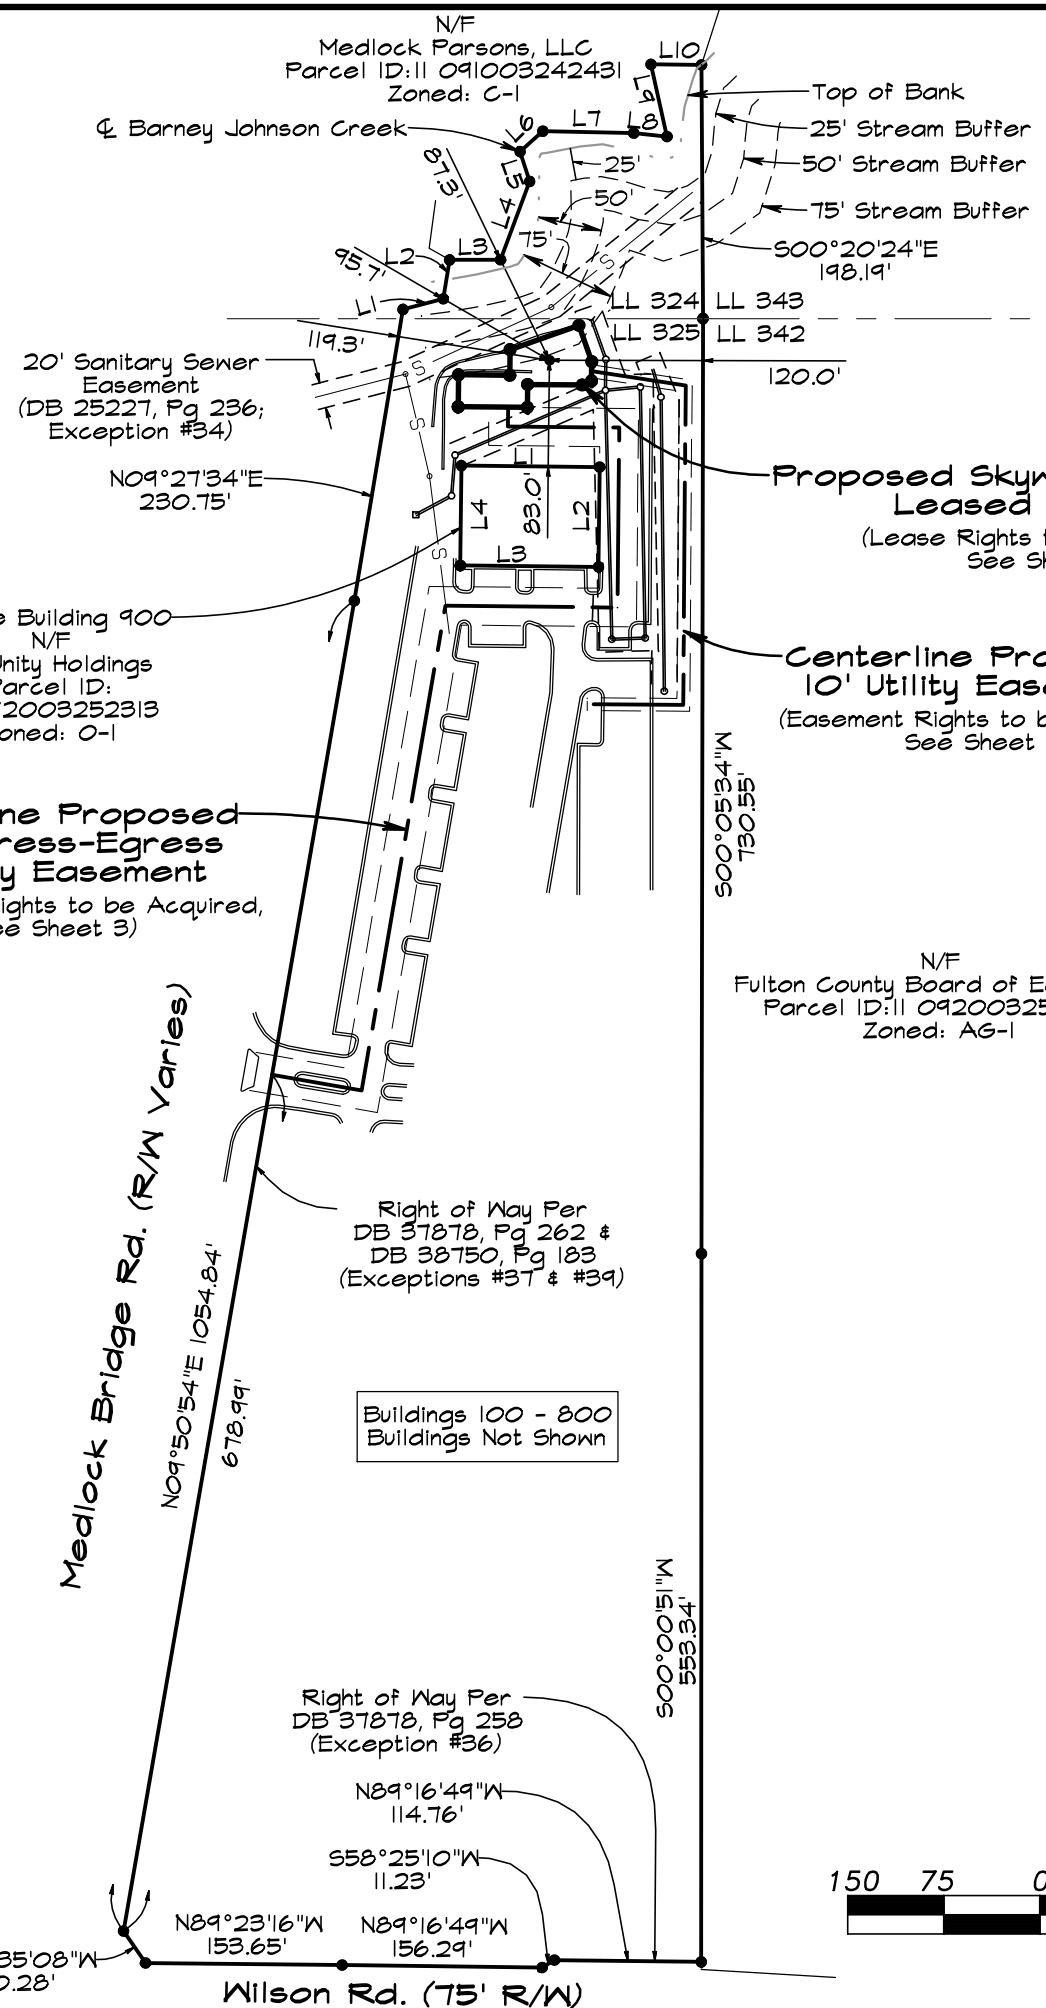 N/F
Medlock Parsons, LLC
Parcel ID:11 091003242431
Zoned: C-1
L10
L9
L8
L7
L6
L5
L4
L3
L2
L1
℄ Barney Johnson Creek
Top of Bank
25' Stream Buffer
50' Stream Buffer
75' Stream Buffer
25'
50'
75'
87.3'
95.7'
119.3'
S00°20'24"E
198.19'
LL 324
LL 343
LL 325
LL 342
120.0'
20' Sanitary Sewer
Easement
(DB 25227, Pg 236;
Exception #34)
S
S
S
S
S
N09°27'34"E
230.75'
L1
L4
83.0'
L2
L3
Proposed
Leased
(Lease Rights
See
Building 900
N/F
Unity Holdings
Parcel ID:
2003252313
Zoned: O-1
Centerline
10' Utility
(Easement Rights to
See Sheet
S00°05'34"W
730.55'
Proposed
Egress
Easement
Rights to be Acquired,
See Sheet 3)
N/F
Fulton County Board of
Parcel ID:11 09200325
Zoned: AG-1
Medlock Bridge Rd. (R/W Varies)
Right of Way Per
DB 37878, Pg 262 &
DB 38750, Pg 183
(Exceptions #37 & #39)
N09°50'54"E 1054.84'
678.99'
Buildings 100 - 800
Buildings Not Shown
S00°00'51"W
553.34'
Right of Way Per
DB 37878, Pg 258
(Exception #36)
N89°16'49"W
114.76'
S58°25'10"W
11.23'
150 75 0
N89°23'16"W
153.65'
N89°16'49"W
156.29'
35'08"W
0.28'
Wilson Rd. (75' R/W)